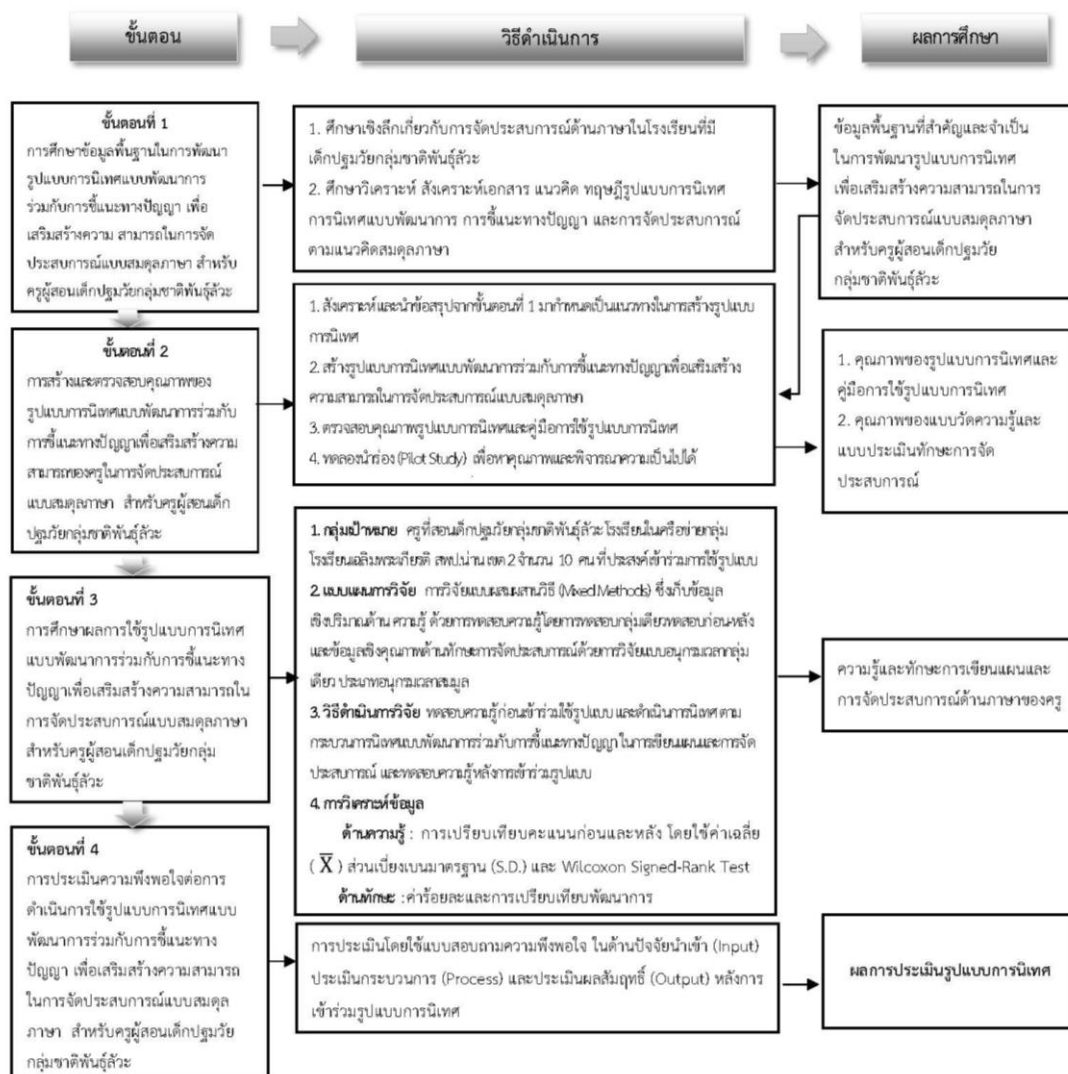 ขั้นตอน
วิธีดำเนินการ
ผลการศึกษา
ขั้นตอนที่ 1
การศึกษาข้อมูลพื้นฐานในการพัฒนา
รูปแบบการนิเทศแบบพัฒนาการ
ร่วมกับการชี้แนะทางปัญญา เพื่อ
เสริมสร้างความ สามารถในการจัด
ประสบการณ์แบบสมดุลภาษา สำหรับ
ครูผู้สอนเด็กปฐมวัยกลุ่มชาติพันธุ์ลัวะ
1. ศึกษาเชิงลึกเกี่ยวกับการจัดประสบการณ์ด้านภาษาในโรงเรียนที่มี
เด็กปฐมวัยกลุ่มชาติพันธุ์ลัวะ
2. ศึกษาวิเคราะห์ สังเคราะห์เอกสาร แนวคิด ทฤษฎีรูปแบบการนิเทศ
การนิเทศแบบพัฒนาการ การชี้แนะทางปัญญา และการจัดประสบการณ์
ตามแนวคิดสมดุลภาษา
ข้อมูลพื้นฐานที่สำคัญและจำเป็น
ในการพัฒนารูปแบบการนิเทศ
เพื่อเสริมสร้างความสามารถในการ
จัดประสบการณ์แบบสมดุลภาษา
สำหรับครูผู้สอนเด็กปฐมวัย
กลุ่มชาติพันธุ์ลัวะ
ขั้นตอนที่ 2
การสร้างและตรวจสอบคุณภาพของ
รูปแบบการนิเทศแบบพัฒนาการร่วมกับ
การชี้แนะทางปัญญาเพื่อเสริมสร้างความ
สามารถของครูในการจัดประสบการณ์
แบบสมดุลภาษา สำหรับครูผู้สอนเด็ก
ปฐมวัยกลุ่มชาติพันธุ์ลัวะ
1. สังเคราะห์และนำข้อสรุปจากขั้นตอนที่ 1 มากำหนดเป็นแนวทางในการสร้างรูปแบบ
การนิเทศ
2. สร้างรูปแบบการนิเทศแบบพัฒนาการร่วมกับการชี้แนะทางปัญญาเพื่อเสริมสร้าง
ความสามารถในการจัดประสบการณ์แบบสมดุลภาษา
3. ตรวจสอบคุณภาพรูปแบบการนิเทศและคู่มือการใช้รูปแบบการนิเทศ
4. ทดลองนำร่อง (Pilot Study) เพื่อหาคุณภาพและพิจารณาความเป็นไปได้
1. คุณภาพของรูปแบบการนิเทศและ
คู่มือการใช้รูปแบบการนิเทศ
2. คุณภาพของแบบวัดความรู้และ
แบบประเมินทักษะการจัด
ประสบการณ์
ขั้นตอนที่ 3
การศึกษาผลการใช้รูปแบบการนิเทศ
แบบพัฒนาการร่วมกับการชี้แนะทาง
ปัญญาเพื่อเสริมสร้างความสามารถใน
การจัดประสบการณ์แบบสมดุลภาษา
สำหรับครูผู้สอนเด็กปฐมวัยกลุ่ม
ชาติพันธุ์ลัวะ
1. กลุ่มเป้าหมาย ครูที่สอนเด็กปฐมวัยกลุ่มชาติพันธุ์ลัวะ โรงเรียนในเครือข่ายกลุ่ม
โรงเรียนเฉลิมพระเกียรติ สพป.น่าน เขต 2 จำนวน 10 คน ที่ประสงค์เข้าร่วมการใช้รูปแบบ
2. แบบแผนการวิจัย การวิจัยแบบผสมผสานวิธี (Mixed Methods) ซึ่งเก็บข้อมูล
เชิงปริมาณด้าน ความรู้ ด้วยการทดสอบความรู้โดยการทดสอบกลุ่มเดียวทดสอบก่อน-หลัง
และข้อมูลเชิงคุณภาพด้านทักษะการจัดประสบการณ์ด้วยการวิจัยแบบอนุกรมเวลากลุ่ม
เดียว ประเภทอนุกรมเวลาสมมูล
3. วิธีดำเนินการวิจัย ทดสอบความรู้ก่อนเข้าร่วมใช้รูปแบบ และดำเนินการนิเทศ ตาม
กระบวนการนิเทศแบบพัฒนาการร่วมกับการชี้แนะทางปัญญา ในการเขียนแผนและการจัด
ประสบการณ์ และทดสอบความรู้หลังการเข้าร่วมรูปแบบ
4. การวิเคราะห์ข้อมูล
ด้านความรู้ : การเปรียบเทียบคะแนนก่อนและหลัง โดยใช้ค่าเฉลี่ย
( X̅ ) ส่วนเบี่ยงเบนมาตรฐาน (S.D.) และ Wilcoxon Signed-Rank Test
ด้านทักษะ :ค่าร้อยละและการเปรียบเทียบพัฒนาการ
ความรู้และทักษะการเขียนแผนและ
การจัดประสบการณ์ด้านภาษาของครู
ขั้นตอนที่ 4
การประเมินความพึงพอใจต่อการ
ดำเนินการใช้รูปแบบการนิเทศแบบ
พัฒนาการร่วมกับการชี้แนะทาง
ปัญญา เพื่อเสริมสร้างความสามารถ
ในการจัดประสบการณ์แบบสมดุล
ภาษา สำหรับครูผู้สอนเด็กปฐมวัย
กลุ่มชาติพันธุ์ลัวะ
การประเมินโดยใช้แบบสอบถามความพึงพอใจ ในด้านปัจจัยนำเข้า (Input)
ประเมินกระบวนการ (Process) และประเมินผลสัมฤทธิ์ (Output) หลังการ
เข้าร่วมรูปแบบการนิเทศ
ผลการประเมินรูปแบบการนิเทศ